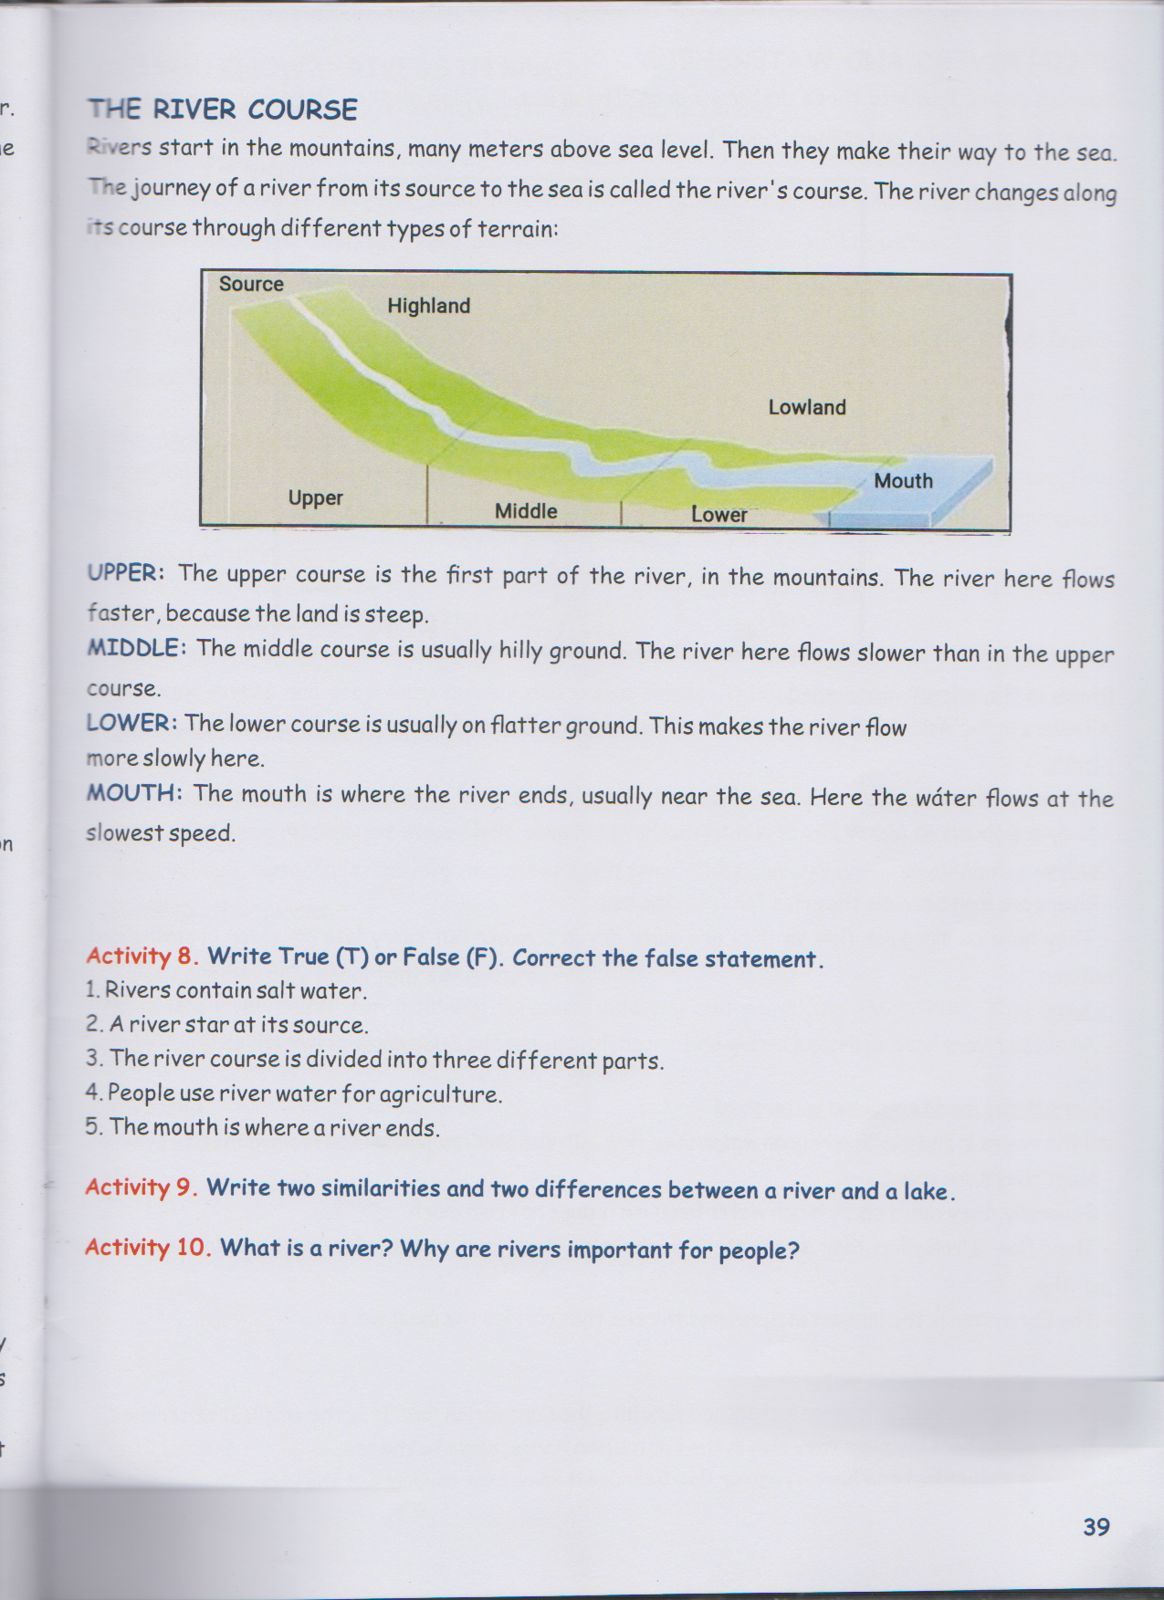 THE RIVER COURSE
Rivers start in the mountains, many meters above sea level. Then they make their way to the sea.
The journey of a river from its source to the sea is called the river's course. The river changes along
its course through different types of terrain:
Source
Highland
Lowland
Mouth
Upper
Middle
Lower
UPPER: The upper course is the first part of the river, in the mountains. The river here flows
faster, because the land is steep.
MIDDLE: The middle course is usually hilly ground. The river here flows slower than in the upper
course.
LOWER: The lower course is usually on flatter ground. This makes the river flow
more slowly here.
MOUTH: The mouth is where the river ends, usually near the sea. Here the wáter flows at the
slowest speed.
Activity 8. Write True (T) or False (F). Correct the false statement.
1. Rivers contain salt water.
2. A river star at its source.
3. The river course is divided into three different parts.
4. People use river water for agriculture.
5. The mouth is where a river ends.
Activity 9. Write two similarities and two differences between a river and a lake.
Activity 10. What is a river? Why are rivers important for people?
39